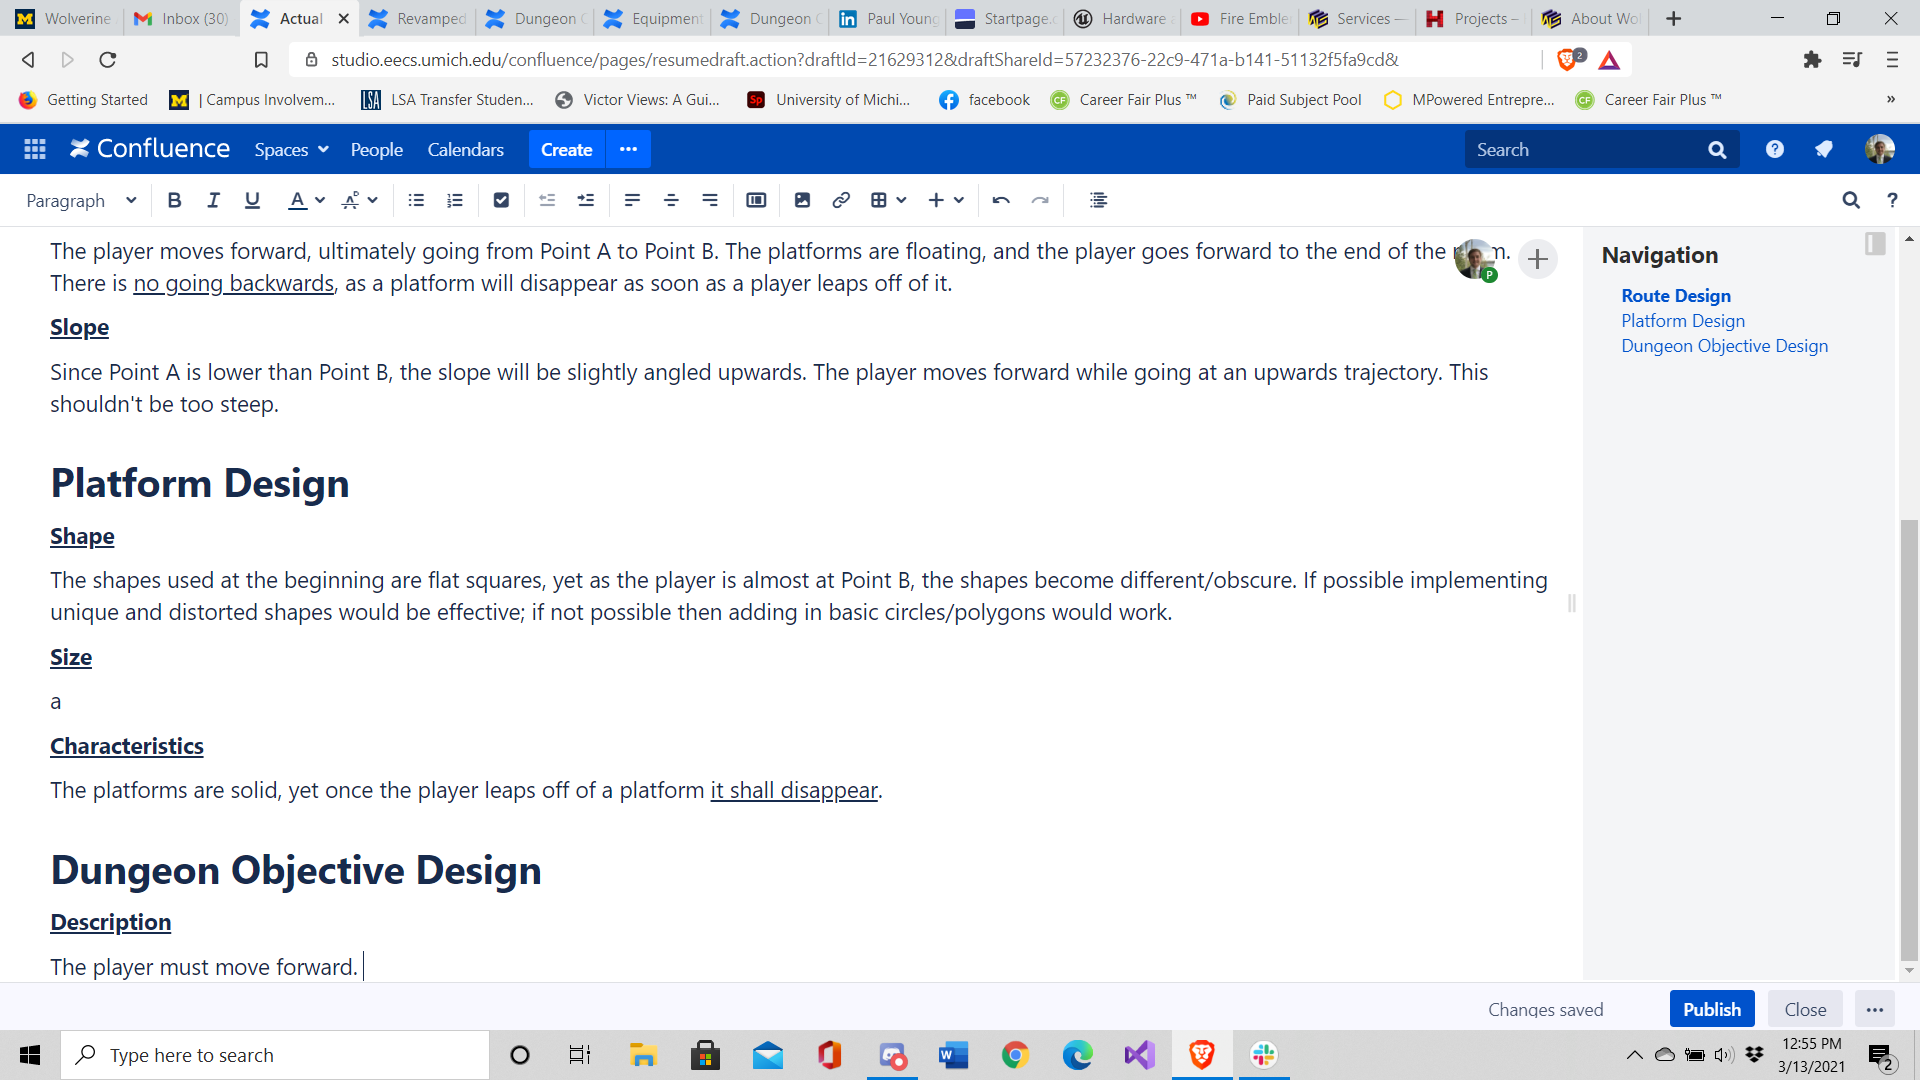 Wolverine
Inbox (30)
Actual
Revamped
Dungeon
Equipment
Dungeon
Paul Young
Startpage.c
Hardware
Fire Emble
Services —
Projects –
About Wol
studio.eecs.umich.edu/confluence/pages/resumedraft.action?draftId=21629312&draftShareId=57232376-22c9-471a-b141-51132f5fa9cd&
2
Getting Started
| Campus Involvem...
LSA Transfer Studen...
Victor Views: A Gui...
University of Michi...
facebook
Career Fair Plus ™
Paid Subject Pool
MPowered Entrepre...
Career Fair Plus ™
»
Confluence
Spaces
People
Calendars
Create
Search
Paragraph
The player moves forward, ultimately going from Point A to Point B. The platforms are floating, and the player goes forward to the end of the
There is no going backwards, as a platform will disappear as soon as a player leaps off of it.
Slope
Since Point A is lower than Point B, the slope will be slightly angled upwards. The player moves forward while going at an upwards trajectory. This
shouldn't be too steep.
Platform Design
Shape
The shapes used at the beginning are flat squares, yet as the player is almost at Point B, the shapes become different/obscure. If possible implementing
unique and distorted shapes would be effective; if not possible then adding in basic circles/polygons would work.
Size
a
Characteristics
The platforms are solid, yet once the player leaps off of a platform it shall disappear.
Dungeon Objective Design
Description
The player must move forward.
P
Navigation
Route Design
Platform Design
Dungeon Objective Design
Changes saved
Publish
Close
Type here to search
12:55 PM
3/13/2021
2